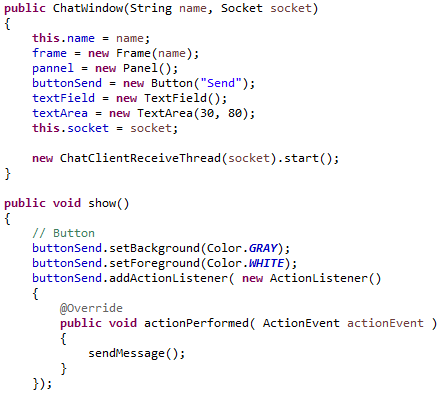 public ChatWindow(String name, Socket socket)
{
    this.name = name;
    frame = new Frame(name);
    pannel = new Panel();
    buttonSend = new Button("Send");
    textField = new TextField();
    textArea = new TextArea(30, 80);
    this.socket = socket;

    new ChatClientReceiveThread(socket).start();
}

public void show()
{
    // Button
    buttonSend.setBackground(Color.GRAY);
    buttonSend.setForeground(Color.WHITE);
    buttonSend.addActionListener( new ActionListener()
    {
        @Override
        public void actionPerformed( ActionEvent actionEvent )
        {
            sendMessage();
        }
    });